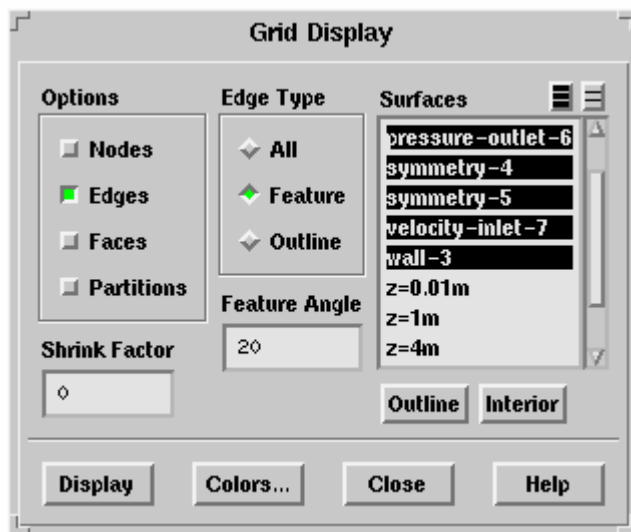 Grid Display
Options
Nodes
Edges
Faces
Partitions
Shrink Factor
0
Edge Type
All
Feature
Outline
Feature Angle
20
Surfaces
pressure-outlet-6
symmetry-4
symmetry-5
velocity-inlet-7
wall-3
z=0.01m
z=1m
z=4m
Outline Interior
Display Colors... Close Help